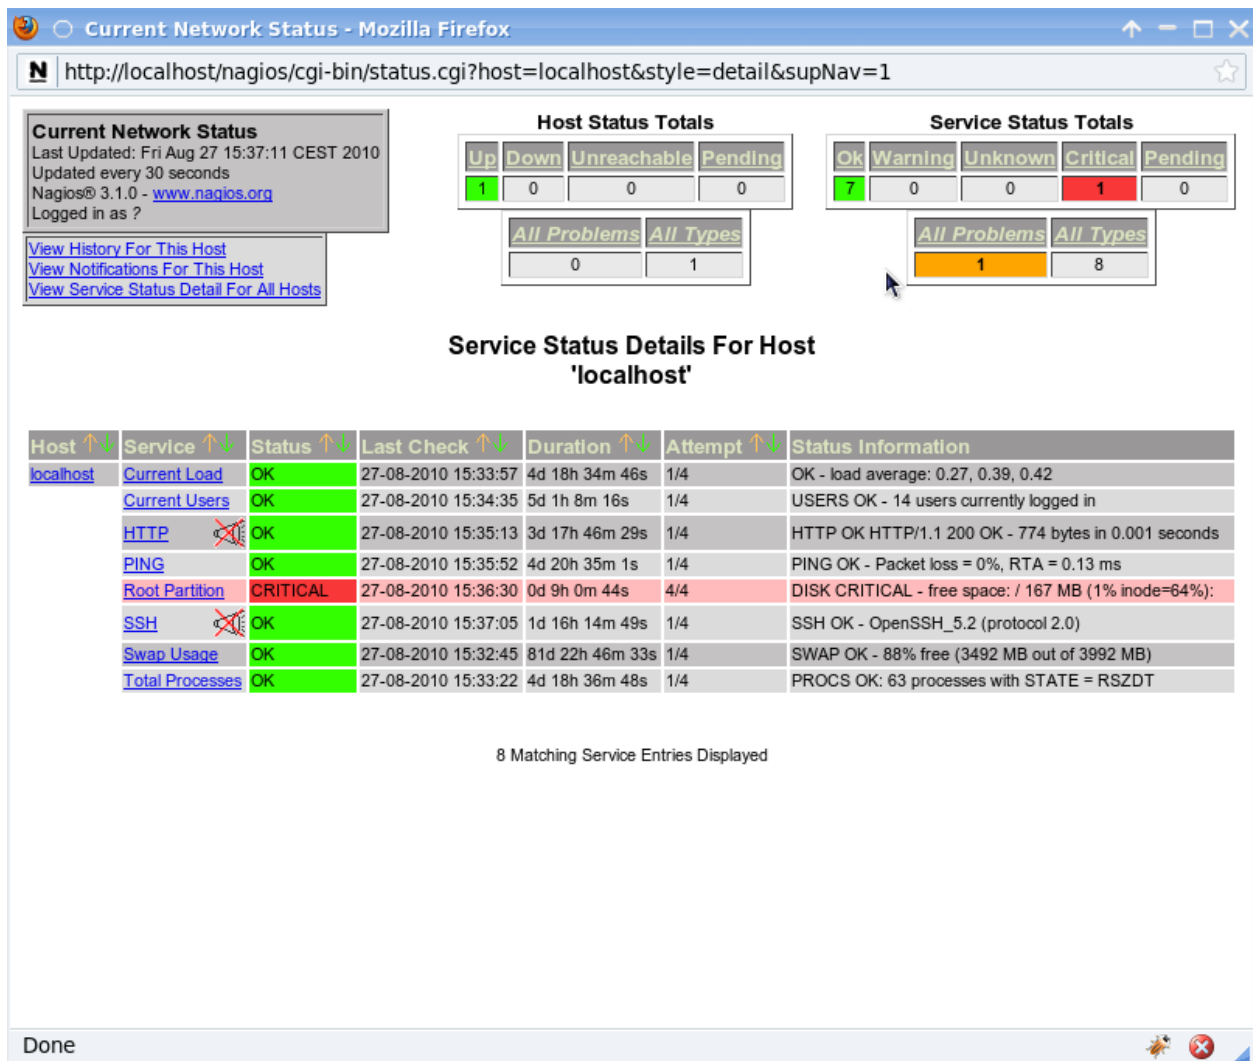 Current Network Status - Mozilla Firefox
N http://localhost/nagios/cgi-bin/status.cgi?host=localhost&style=detail&supNav=1
Current Network Status
Last Updated: Fri Aug 27 15:37:11 CEST 2010
Updated every 30 seconds
Nagios® 3.1.0 - www.nagios.org
Logged in as ?
View History For This Host
View Notifications For This Host
View Service Status Detail For All Hosts
Host Status Totals
Up Down Unreachable Pending
1 0 0 0
All Problems All Types
0 1
Service Status Totals
Ok Warning Unknown Critical Pending
7 0 0 1 0
All Problems All Types
1 8
Service Status Details For Host
'localhost'
Host Service Status Last Check Duration Attempt Status Information
localhost Current Load OK 27-08-2010 15:33:57 4d 18h 34m 46s 1/4 OK - load average: 0.27, 0.39, 0.42
Current Users OK 27-08-2010 15:34:35 5d 1h 8m 16s 1/4 USERS OK - 14 users currently logged in
HTTP OK 27-08-2010 15:35:13 3d 17h 46m 29s 1/4 HTTP OK HTTP/1.1 200 OK - 774 bytes in 0.001 seconds
PING OK 27-08-2010 15:35:52 4d 20h 35m 1s 1/4 PING OK - Packet loss = 0%, RTA = 0.13 ms
Root Partition CRITICAL 27-08-2010 15:36:30 0d 9h 0m 44s 4/4 DISK CRITICAL - free space: / 167 MB (1% inode=64%):
SSH OK 27-08-2010 15:37:05 1d 16h 14m 49s 1/4 SSH OK - OpenSSH_5.2 (protocol 2.0)
Swap Usage OK 27-08-2010 15:32:45 81d 22h 46m 33s 1/4 SWAP OK - 88% free (3492 MB out of 3992 MB)
Total Processes OK 27-08-2010 15:33:22 4d 18h 36m 48s 1/4 PROCS OK: 63 processes with STATE = RSZDT
8 Matching Service Entries Displayed
Done